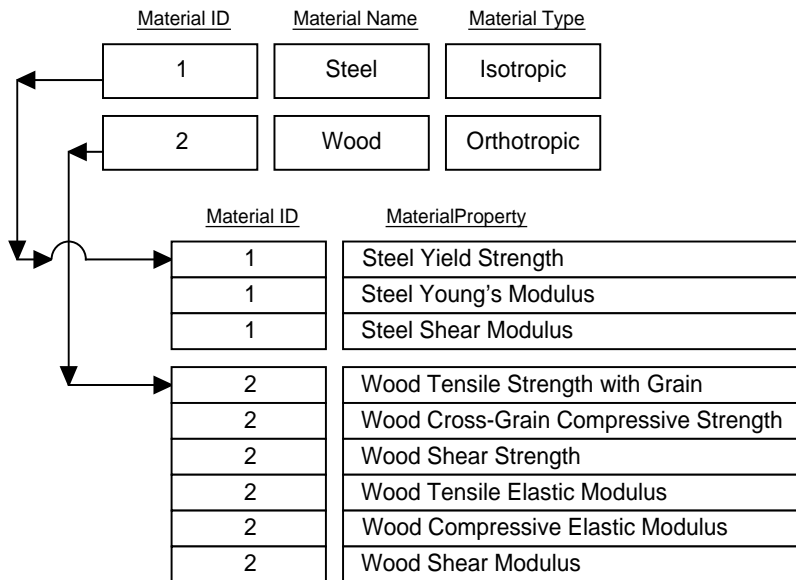 Material ID Material Name Material Type
1 Steel Isotropic
2 Wood Orthotropic
Material ID MaterialProperty
1 Steel Yield Strength
1 Steel Young’s Modulus
1 Steel Shear Modulus
2 Wood Tensile Strength with Grain
2 Wood Cross-Grain Compressive Strength
2 Wood Shear Strength
2 Wood Tensile Elastic Modulus
2 Wood Compressive Elastic Modulus
2 Wood Shear Modulus